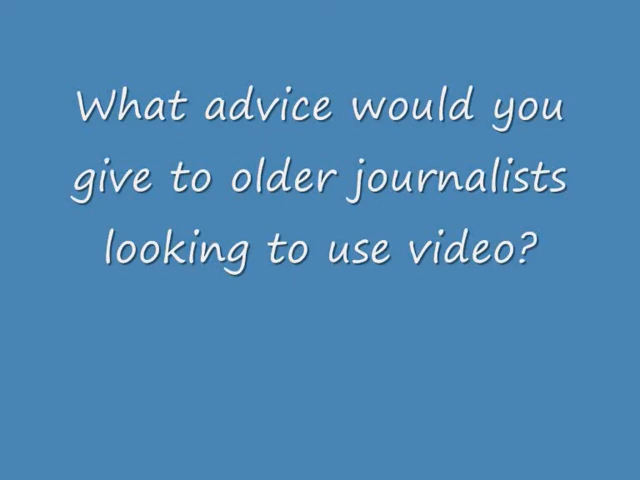 What advice would you
give to older journalists
looking to use video?